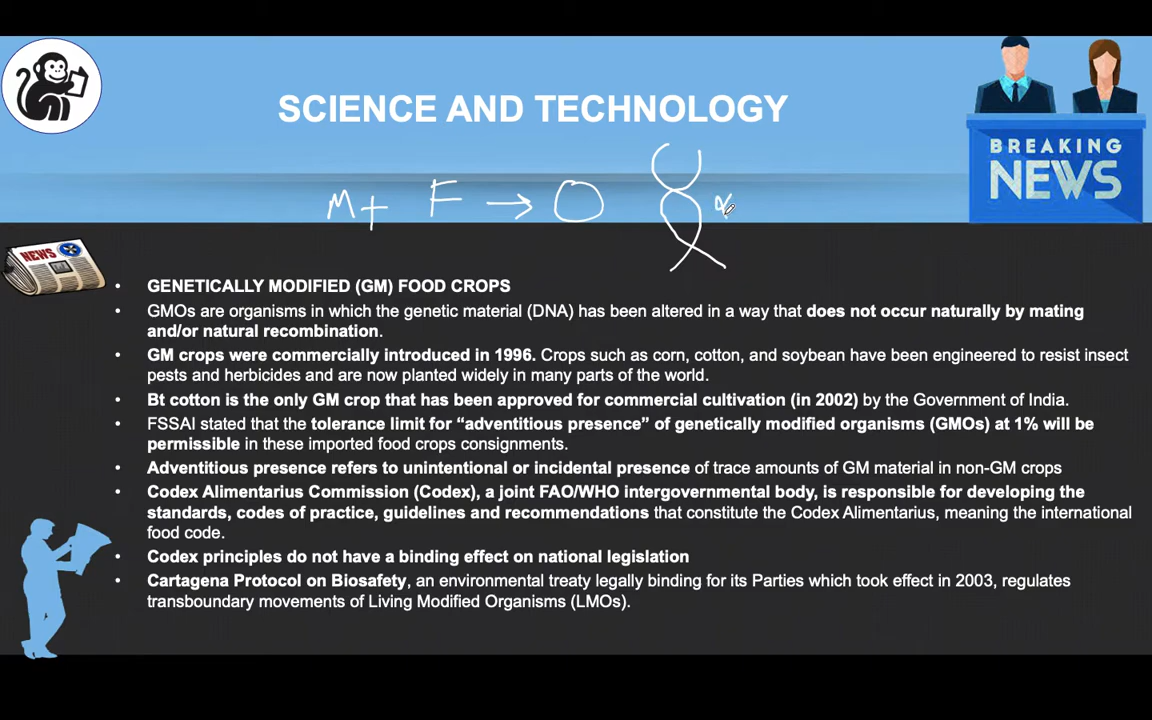 SCIENCE AND TECHNOLOGY
BREAKING
NEWS
M+ F → O
NEWS
• GENETICALLY MODIFIED (GM) FOOD CROPS
• GMOs are organisms in which the genetic material (DNA) has been altered in a way that does not occur naturally by mating
and/or natural recombination.
• GM crops were commercially introduced in 1996. Crops such as corn, cotton, and soybean have been engineered to resist insect
pests and herbicides and are now planted widely in many parts of the world.
• Bt cotton is the only GM crop that has been approved for commercial cultivation (in 2002) by the Government of India.
• FSSAI stated that the tolerance limit for “adventitious presence” of genetically modified organisms (GMOs) at 1% will be
permissible in these imported food crops consignments.
• Adventitious presence refers to unintentional or incidental presence of trace amounts of GM material in non-GM crops
• Codex Alimentarius Commission (Codex), a joint FAO/WHO intergovernmental body, is responsible for developing the
standards, codes of practice, guidelines and recommendations that constitute the Codex Alimentarius, meaning the international
food code.
• Codex principles do not have a binding effect on national legislation
• Cartagena Protocol on Biosafety, an environmental treaty legally binding for its Parties which took effect in 2003, regulates
transboundary movements of Living Modified Organisms (LMOs).